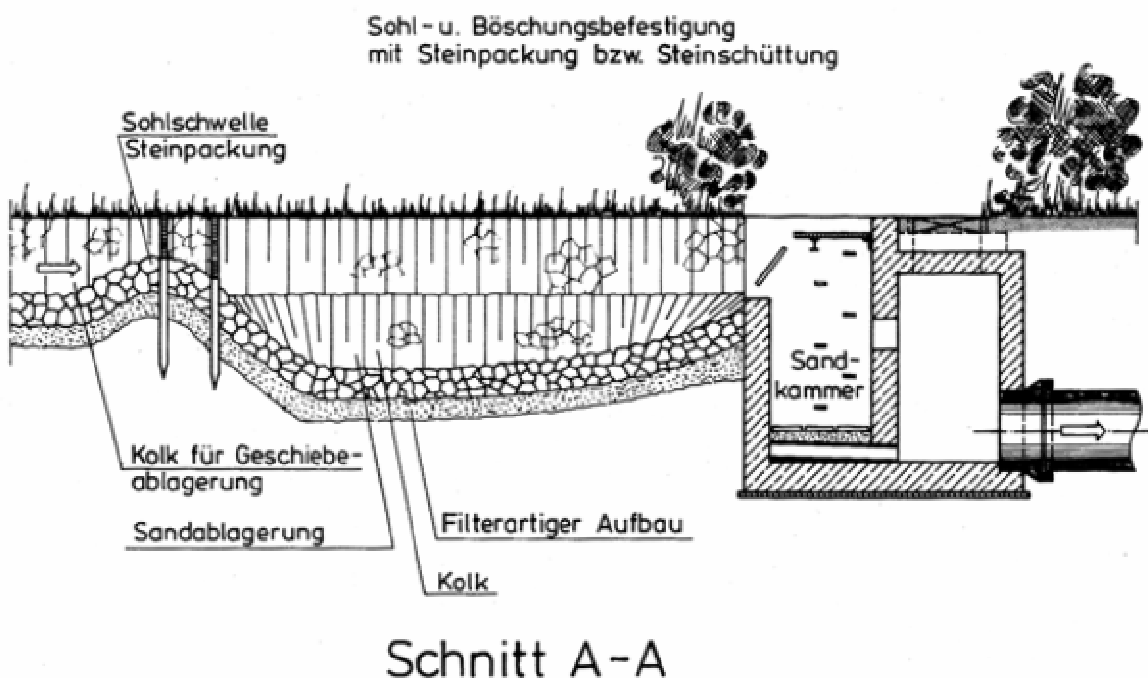 Sohl- u. Böschungsbefestigung
mit Steinpackung bzw. Steinschüttung
Sohlschwelle
Steinpackung
Sand-
kammer
Kolk für Geschiebe-
ablagerung
Sandablagerung
Filterartiger Aufbau
Kolk
Schnitt A-A